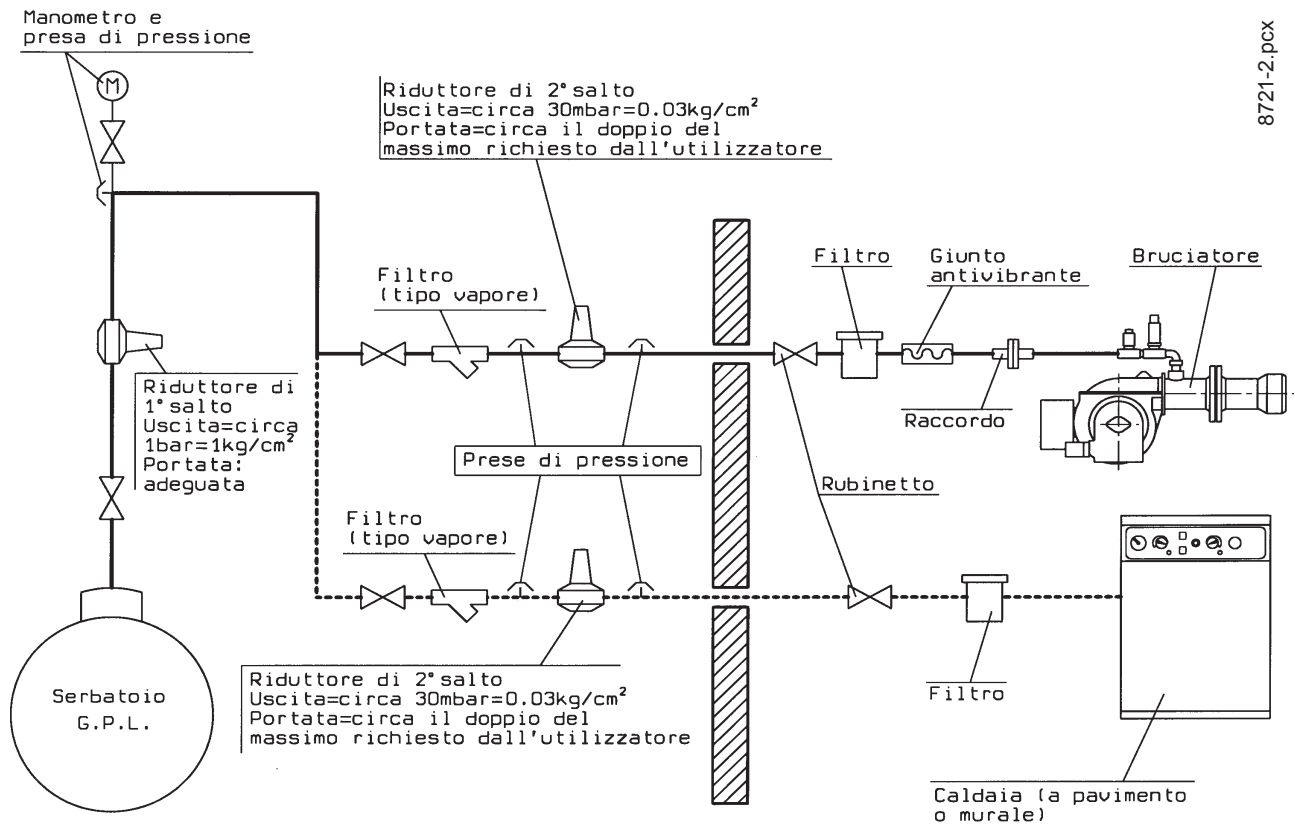 Manometro e
presa di pressione
M
8721-2.pcx
Riduttore di 2° salto
Uscita=circa 30mbar=0.03kg/cm²
Portata=circa il doppio del
massimo richiesto dall'utilizzatore
Filtro
(tipo vapore)
Filtro
Giunto
antivibrante
Bruciatore
Riduttore di
1° salto
Uscita=circa
1bar=1kg/cm²
Portata:
adeguata
Raccordo
Prese di pressione
Rubinetto
Filtro
(tipo vapore)
Serbatoio
G.P.L.
Riduttore di 2° salto
Uscita=circa 30mbar=0.03kg/cm²
Portata=circa il doppio del
massimo richiesto dall'utilizzatore
Filtro
Caldaia (a pavimento
o murale)